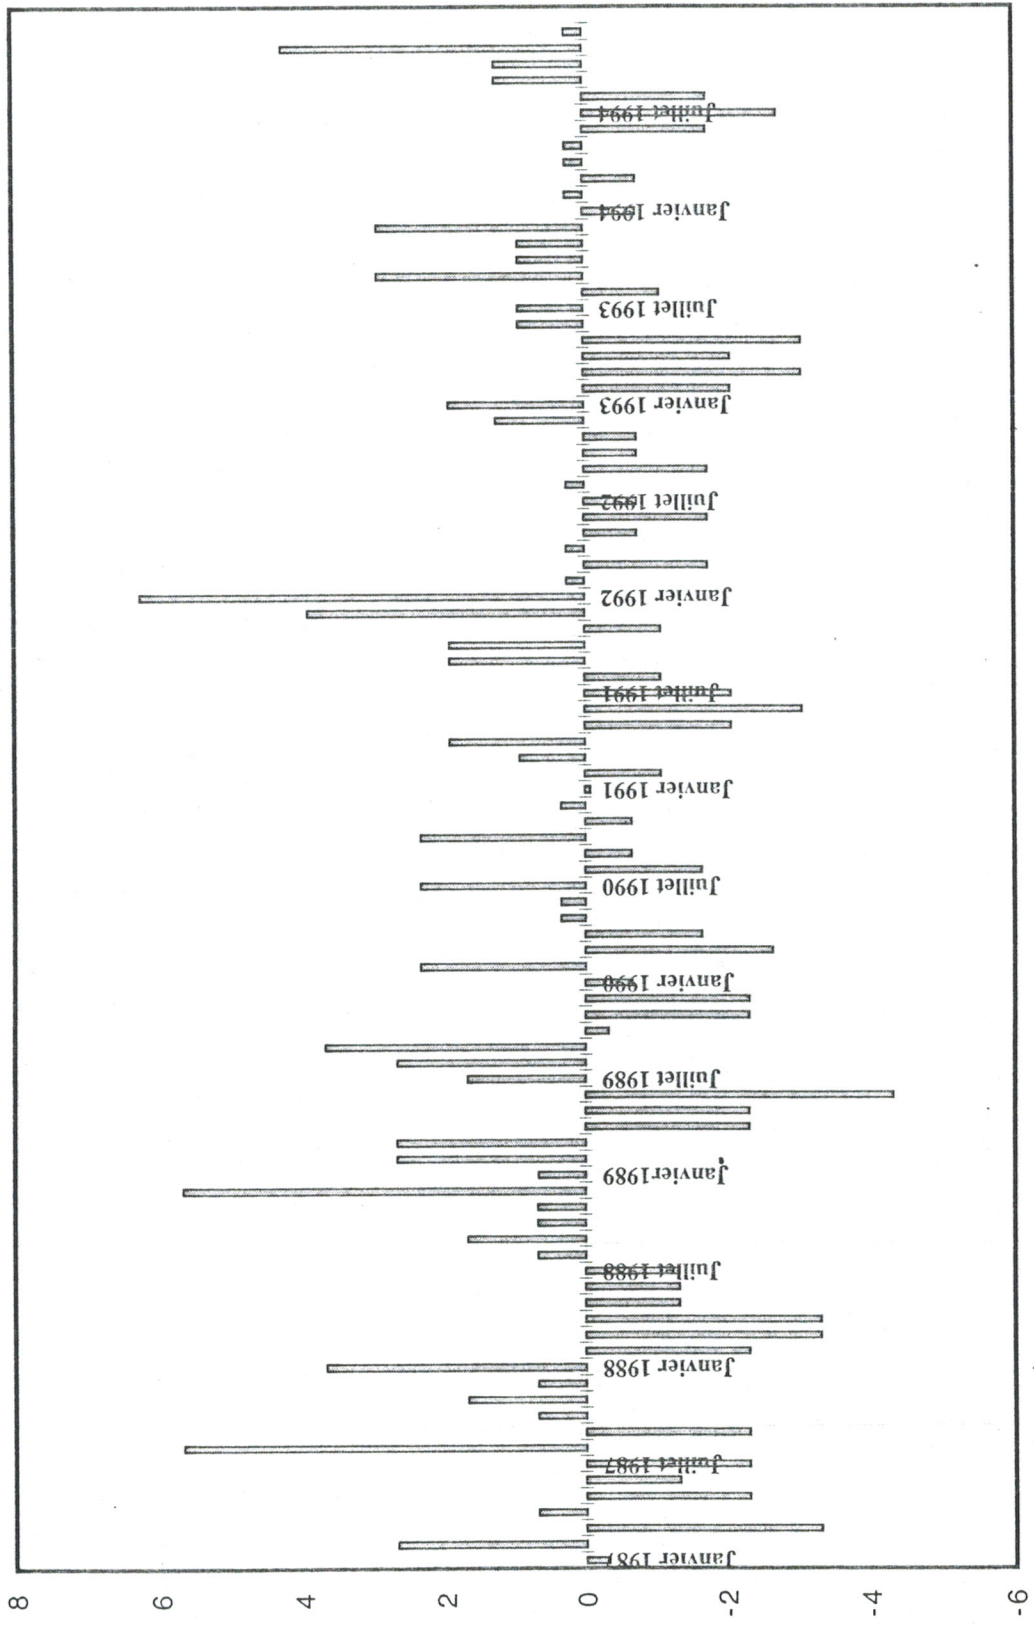 8
6
4
2
0
-2
-4
-6
Janvier 1987
Juillet 1987
Janvier 1988
Juillet 1988
Janvier1989
Juillet 1989
Janvier 1990
Juillet 1990
Janvier 1991
Juillet 1991
Janvier 1992
Juillet 1992
Janvier 1993
Juillet 1993
Janvier 1994
Juillet 1994